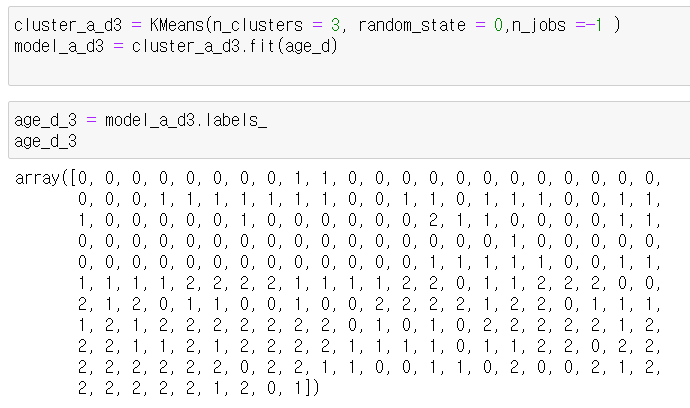 cluster_a_d3 = KMeans(n_clusters = 3, random_state = 0,n_jobs =-1 )
model_a_d3 = cluster_a_d3.fit(age_d)
age_d_3 = model_a_d3.labels_
age_d_3
array([0, 0, 0, 0, 0, 0, 0, 0, 1, 1, 0, 0, 0, 0, 0, 0, 0, 0, 0, 0, 0, 0,
0, 0, 0, 1, 1, 1, 1, 1, 1, 1, 0, 0, 1, 1, 0, 1, 1, 1, 0, 0, 1, 1,
1, 0, 0, 0, 0, 0, 1, 0, 0, 0, 0, 0, 0, 2, 1, 1, 0, 0, 0, 0, 1, 1,
0, 0, 0, 0, 0, 0, 0, 0, 0, 0, 0, 0, 0, 0, 0, 0, 1, 0, 0, 0, 0, 0,
0, 0, 0, 0, 0, 0, 0, 0, 0, 0, 0, 0, 0, 1, 1, 1, 1, 1, 0, 0, 1, 1,
1, 1, 1, 1, 2, 2, 2, 2, 1, 1, 1, 1, 2, 2, 0, 1, 1, 2, 2, 2, 0, 0,
2, 1, 2, 0, 1, 1, 0, 0, 1, 0, 0, 2, 2, 2, 2, 1, 2, 2, 0, 1, 1, 1,
1, 2, 1, 2, 2, 2, 2, 2, 2, 2, 0, 1, 0, 1, 0, 2, 2, 2, 2, 2, 1, 2,
2, 2, 1, 1, 2, 1, 2, 2, 2, 2, 1, 1, 1, 1, 0, 1, 1, 2, 2, 0, 2, 2,
2, 2, 2, 2, 2, 2, 0, 2, 2, 1, 1, 0, 0, 1, 1, 0, 2, 0, 0, 2, 1, 2,
2, 2, 2, 2, 2, 1, 2, 0, 1])